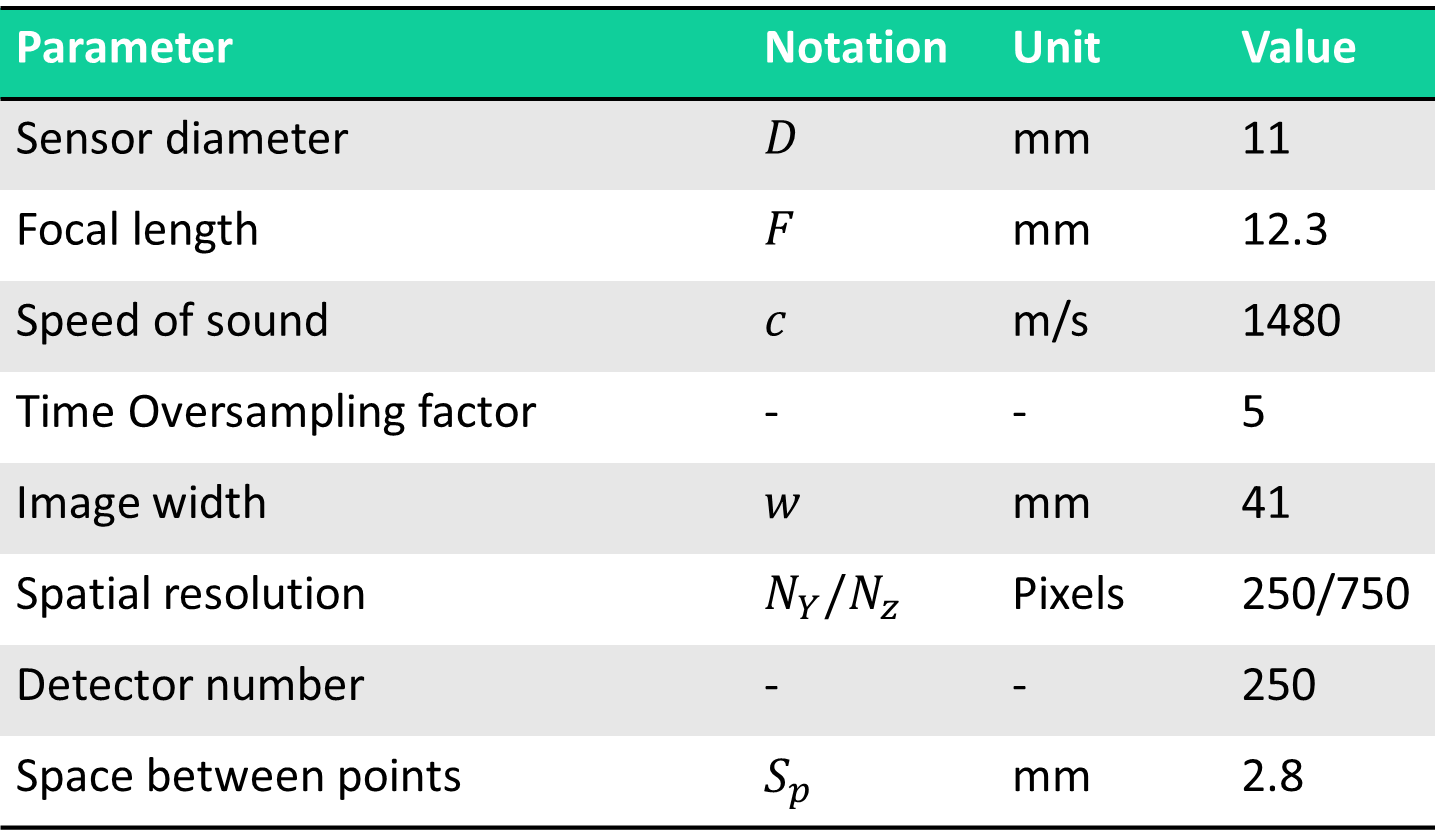 Parameter Notation Unit Value
Sensor diameter D mm 11
Focal length F mm 12.3
Speed of sound c m/s 1480
Time Oversampling factor - - 5
Image width w mm 41
Spatial resolution N_Y/N_z Pixels 250/750
Detector number - - 250
Space between points S_p mm 2.8